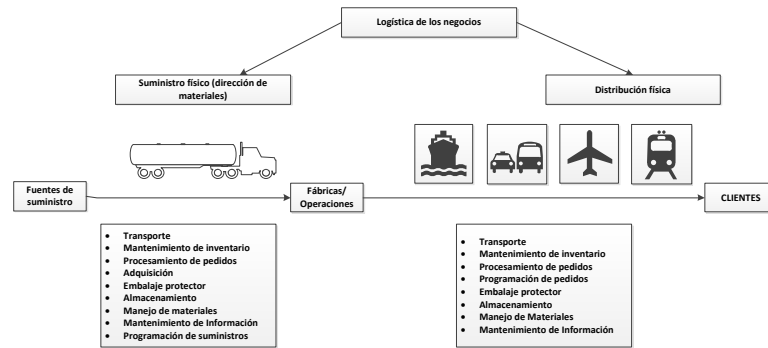 Logística de los negocios
Suministro físico (dirección de
materiales)
Distribución física
Fuentes de
suministro
Fábricas/
Operaciones
CLIENTES
• Transporte
• Mantenimiento de inventario
• Procesamiento de pedidos
• Adquisición
• Embalaje protector
• Almacenamiento
• Manejo de materiales
• Mantenimiento de Información
• Programación de suministros
• Transporte
• Mantenimiento de inventario
• Procesamiento de pedidos
• Programación de pedidos
• Embalaje protector
• Almacenamiento
• Manejo de Materiales
• Mantenimiento de Información